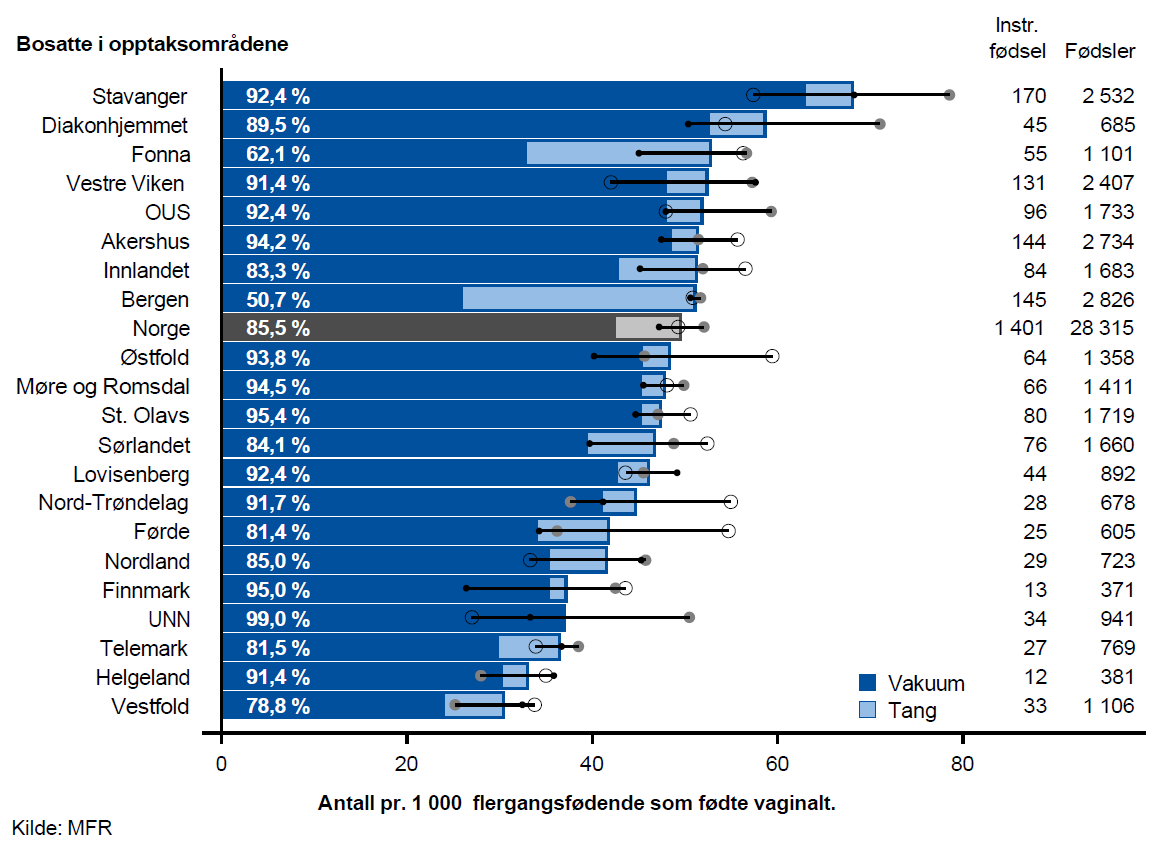 Instr.
Bosatte i opptaksområdene fødsel Fødsler
Stavanger 92,4 % 170 2 532
Diakonhjemmet 89,5 % 45 685
Fonna 62,1 % 55 1 101
Vestre Viken 91,4 % 131 2 407
OUS 92,4 % 96 1 733
Akershus 94,2 % 144 2 734
Innlandet 83,3 % 84 1 683
Bergen 50,7 % 145 2 826
Norge 85,5 % 1 401 28 315
Østfold 93,8 % 64 1 358
Møre og Romsdal 94,5 % 66 1 411
St. Olavs 95,4 % 80 1 719
Sørlandet 84,1 % 76 1 660
Lovisenberg 92,4 % 44 892
Nord-Trøndelag 91,7 % 28 678
Førde 81,4 % 25 605
Nordland 85,0 % 29 723
Finnmark 95,0 % 13 371
UNN 99,0 % 34 941
Telemark 81,5 % 27 769
Helgeland 91,4 % 12 381
Vestfold 78,8 % 33 1 106
Vakuum
Tang
0 20 40 60 80
Antall pr. 1 000 flergangsfødende som fødte vaginalt.
Kilde: MFR